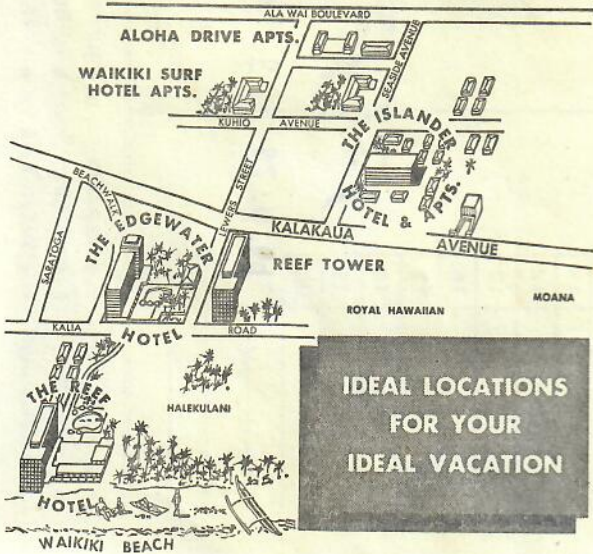 ALA WAI BOULEVARD
ALOHA DRIVE APTS.
SEASIDE AVENUE
WAIKIKI SURF
HOTEL APTS.
KUHIO AVENUE
THE ISLANDER
HOTEL & APTS.
BEACHWALK
LEWERS STREET
SARATOGA
THE EDGEWATER
HOTEL
KALAKAUA AVENUE
REEF TOWER
ROYAL HAWAIIAN
MOANA
KALIA ROAD
THE REEF
HOTEL
HALEKULANI
IDEAL LOCATIONS
FOR YOUR
IDEAL VACATION
WAIKIKI BEACH